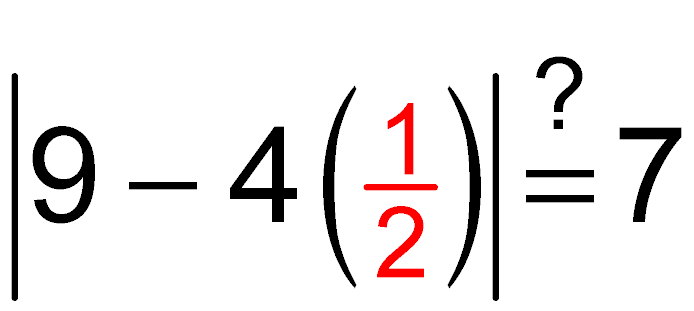 |9 − 4(1/2)| ≟ 7